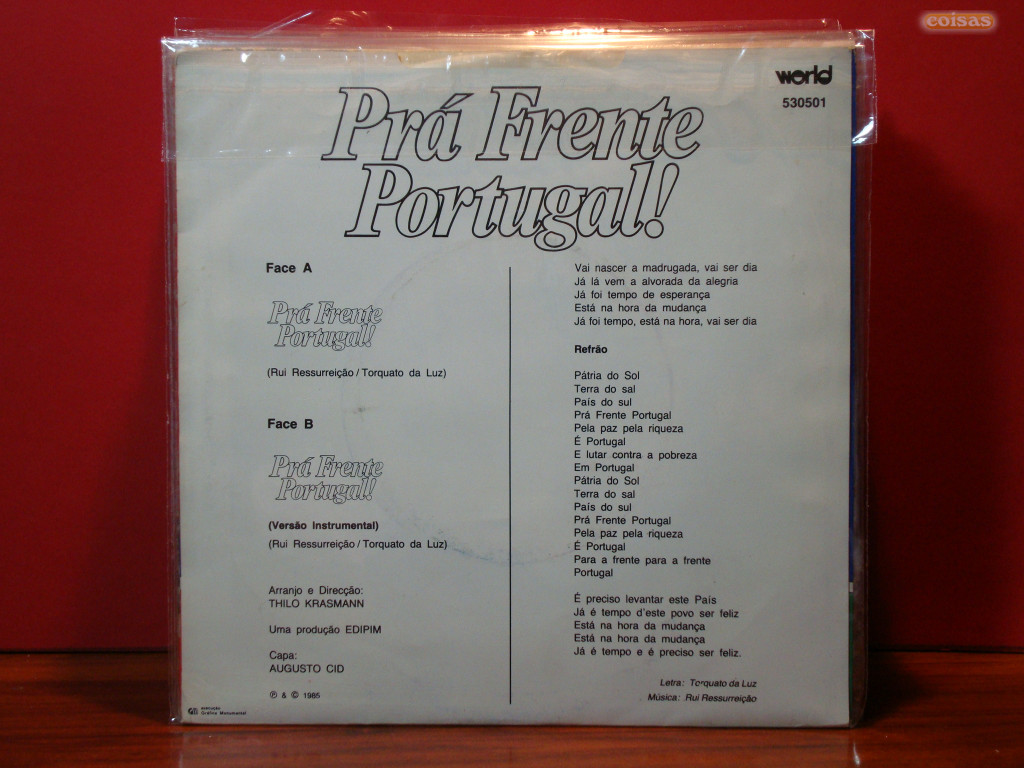 coisas
world
530501
Prá Frente
Portugal!
Face A
Prá Frente
Portugal!
(Rui Ressurreição / Torquato da Luz)
Face B
Prá Frente
Portugal!
(Versão Instrumental)
(Rui Ressurreição / Torquato da Luz)
Arranjo e Direcção:
THILO KRASMANN
Uma produção EDIPIM
Capa:
AUGUSTO CID
℗ & © 1985
execução
Gráfica Monumental
Vai nascer a madrugada, vai ser dia
Já lá vem a alvorada da alegria
Já foi tempo de esperança
Está na hora da mudança
Já foi tempo, está na hora, vai ser dia
Refrão
Pátria do Sol
Terra do sal
País do sul
Prá Frente Portugal
Pela paz pela riqueza
É Portugal
E lutar contra a pobreza
Em Portugal
Pátria do Sol
Terra do sal
País do sul
Prá Frente Portugal
Pela paz pela riqueza
É Portugal
Para a frente para a frente
Portugal
É preciso levantar este País
Já é tempo d'este povo ser feliz
Está na hora da mudança
Está na hora da mudança
Já é tempo e é preciso ser feliz.
Letra: Torquato da Luz
Música: Rui Ressurreição